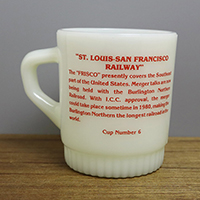 "ST. LOUIS-SAN FRANCISCO
RAILWAY"
The "FRISCO" presently covers the Southeast
part of the United States. Merger talks are now
being held with the Burlington Northern
Railroad. With I.C.C. approval, the merger
could take place sometime in 1980, making the
Burlington Northern the longest railroad in the
world.
Cup Number 6